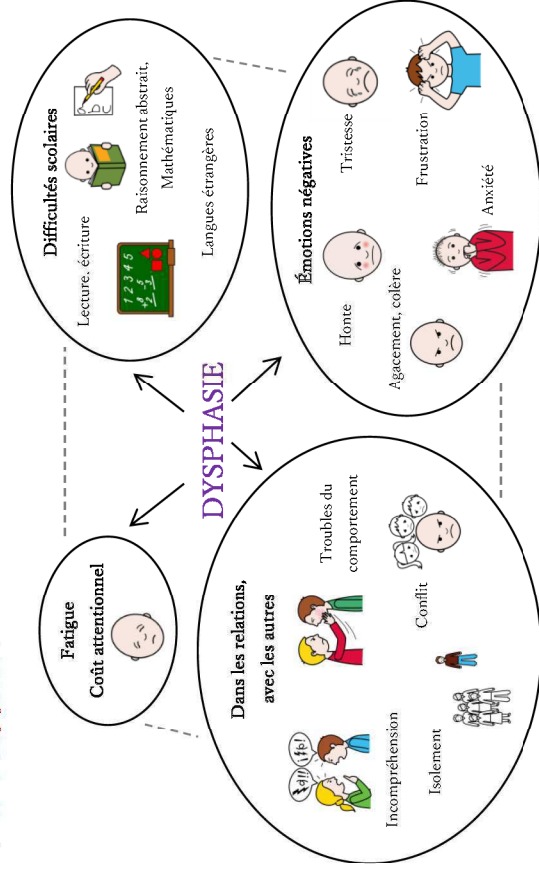 Fatigue
Coût attentionnel
Difficultés scolaires
Lecture. écriture
Raisonnement abstrait,
Mathématiques
1 2 3 4 5
Langues étrangères
DYSPHASIE
Dans les relations,
avec les autres
Troubles du
comportement
Incompréhension
Conflit
Isolement
Émotions négatives
Honte
Tristesse
Agacement, colère
Frustration
Anxiété